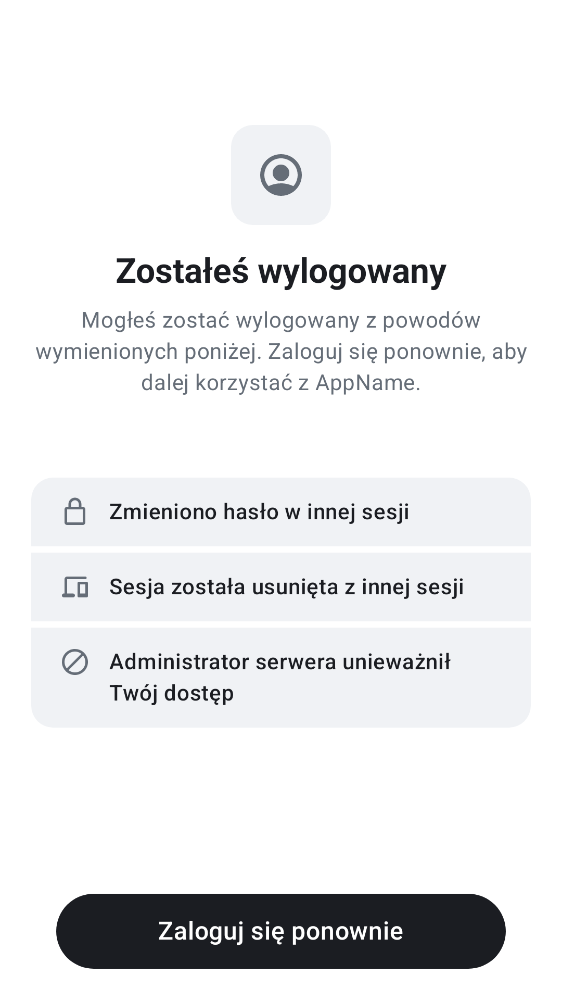 Zostałeś wylogowany
Mogłeś zostać wylogowany z powodów
wymienionych poniżej. Zaloguj się ponownie, aby
dalej korzystać z AppName.
Zmieniono hasło w innej sesji
Sesja została usunięta z innej sesji
Administrator serwera unieważnił
Twój dostęp
Zaloguj się ponownie